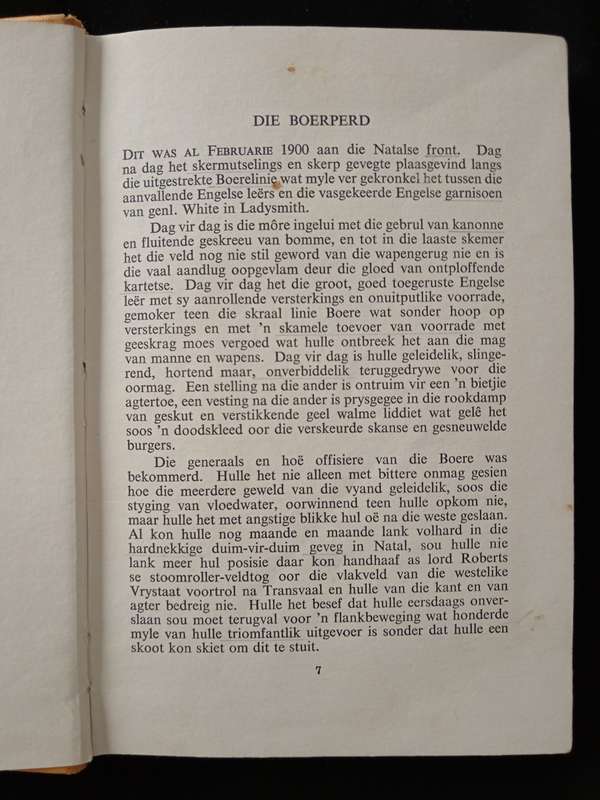 DIE BOERPERD
DIT WAS AL FEBRUARIE 1900 aan die Natalse front. Dag
na dag het skermutselings en skerp gevegte plaasgevind langs
die uitgestrekte Boerelinie wat myle ver gekronkel het tussen die
aanvallende Engelse leërs en die vasgekeerde Engelse garnisoen
van genl. White in Ladysmith.
Dag vir dag is die môre ingelui met die gebrul van kanonne
en fluitende geskreeu van bomme, en tot in die laaste skemer
het die veld nog nie stil geword van die wapengerug nie en is
die vaal aandlug oopgevlam deur die gloed van ontploffende
kartetse. Dag vir dag het die groot, goed toegeruste Engelse
leër met sy aanrollende versterkings en onuitputlike voorrade,
gemoker teen die skraal linie Boere wat sonder hoop op
versterkings en met 'n skamele toevoer van voorrade met
geeskrag moes vergoed wat hulle ontbreek het aan die mag
van manne en wapens. Dag vir dag is hulle geleidelik, slinge-
rend, hortend maar, onverbiddelik teruggedrywe voor die
oormag. Een stelling na die ander is ontruim vir een 'n bietjie
agtertoe, een vesting na die ander is prysgegee in die rookdamp
van geskut en verstikkende geel walme liddiet wat gelê het
soos 'n doodskleed oor die verskeurde skanse en gesneuwelde
burgers.
Die generaals en hoë offisiere van die Boere was
bekommerd. Hulle het nie alleen met bittere onmag gesien
hoe die meerdere geweld van die vyand geleidelik, soos die
styging van vloedwater, oorwinnend teen hulle opkom nie,
maar hulle het met angstige blikke hul oë na die weste geslaan.
Al kon hulle nog maande en maande lank volhard in die
hardnekkige duim-vir-duim geveg in Natal, sou hulle nie
lank meer hul posisie daar kon handhaaf as lord Roberts
se stoomroller-veldtog oor die vlakveld van die westelike
Vrystaat voortrol na Transvaal en hulle van die kant en van
agter bedreig nie. Hulle het besef dat hulle eersdaags onver-
slaan sou moet terugval voor 'n flankbeweging wat honderde
myle van hulle triomfantlik uitgevoer is sonder dat hulle een
skoot kon skiet om dit te stuit.
7